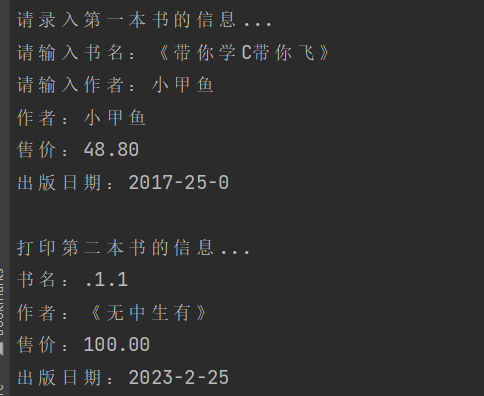 请录入第一本书的信息...
请输入书名：《带你学C带你飞》
请输入作者：小甲鱼
作者：小甲鱼
售价：48.80
出版日期：2017-25-0
打印第二本书的信息...
书名：.1.1
作者：《无中生有》
售价：100.00
出版日期：2023-2-25